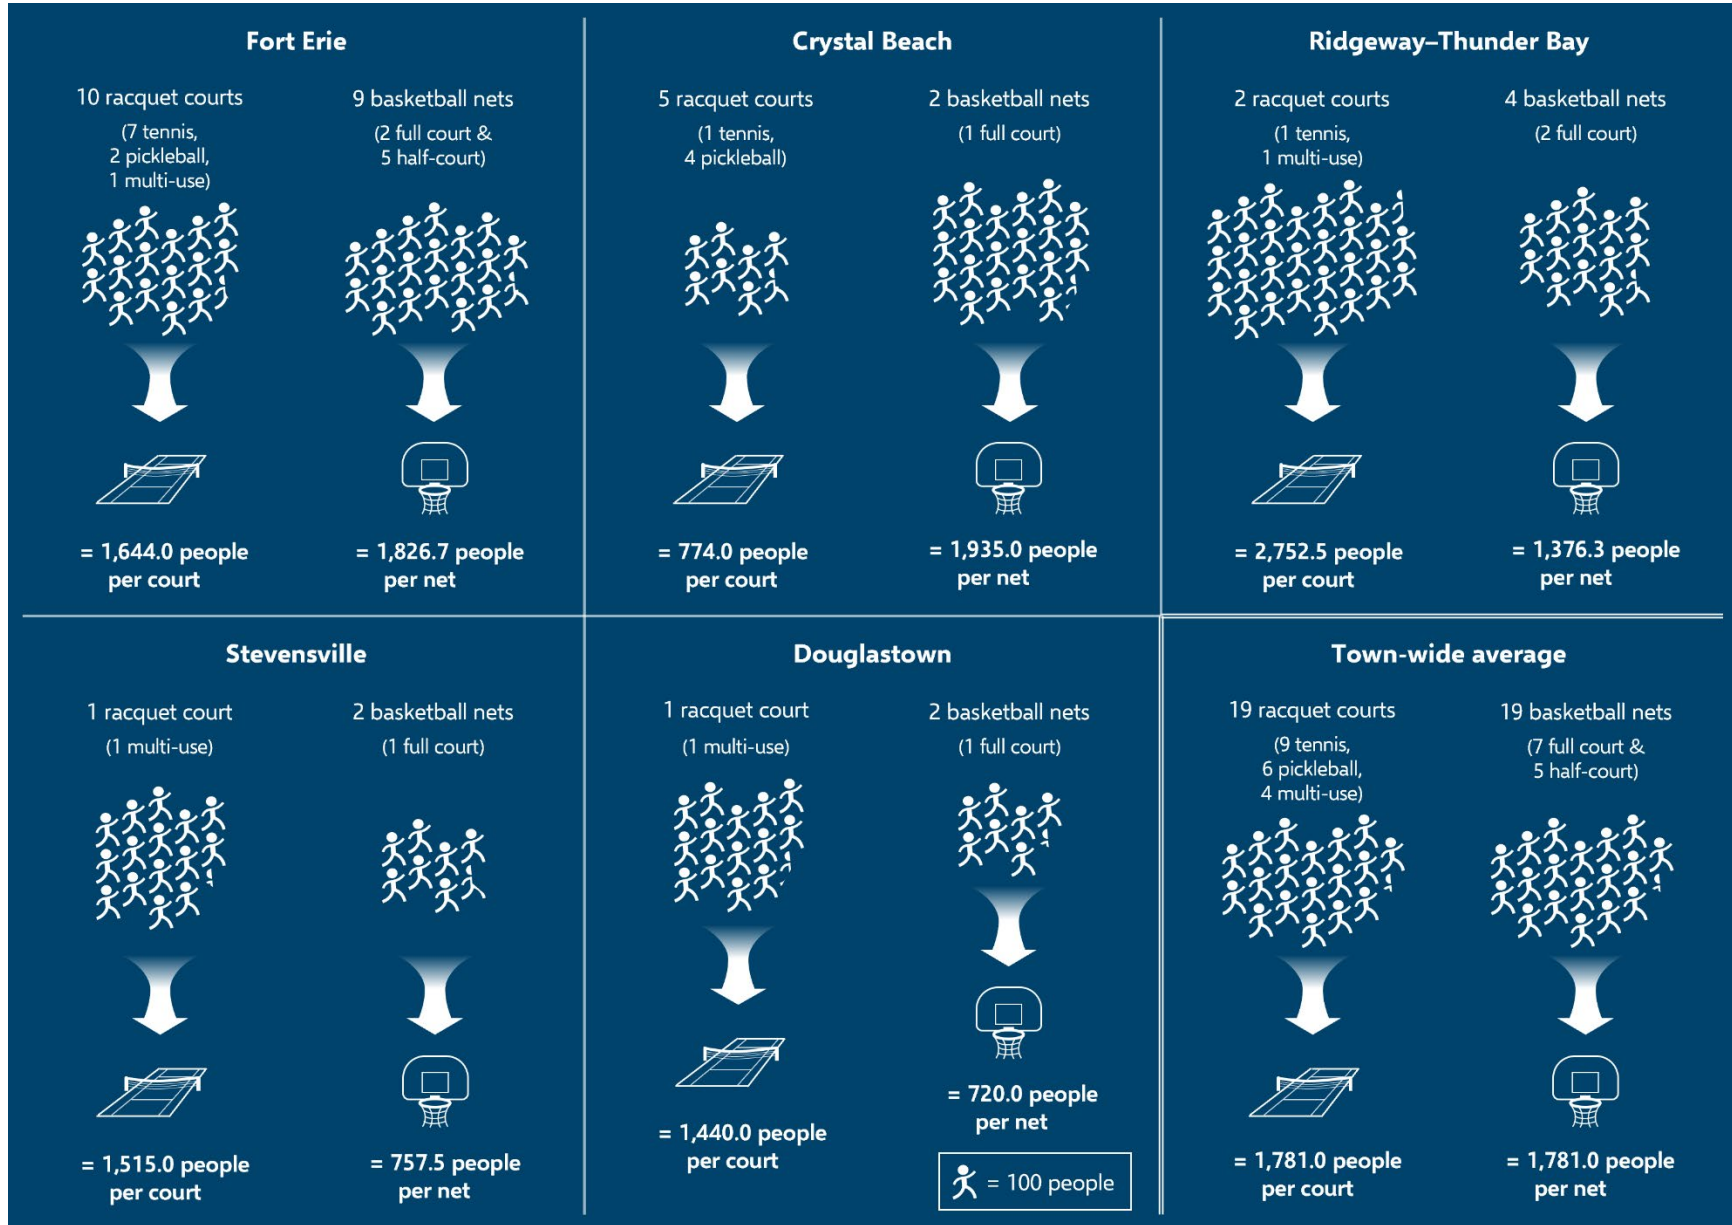 Fort Erie
10 racquet courts
(7 tennis,
2 pickleball,
1 multi-use)
= 1,644.0 people
per court
9 basketball nets
(2 full court &
5 half-court)
= 1,826.7 people
per net
Crystal Beach
5 racquet courts
(1 tennis,
4 pickleball)
= 774.0 people
per court
2 basketball nets
(1 full court)
= 1,935.0 people
per net
Ridgeway–Thunder Bay
2 racquet courts
(1 tennis,
1 multi-use)
= 2,752.5 people
per court
4 basketball nets
(2 full court)
= 1,376.3 people
per net
Stevensville
1 racquet court
(1 multi-use)
= 1,515.0 people
per court
2 basketball nets
(1 full court)
= 757.5 people
per net
Douglastown
1 racquet court
(1 multi-use)
= 1,440.0 people
per court
2 basketball nets
(1 full court)
= 720.0 people
per net
= 100 people
Town-wide average
19 racquet courts
(9 tennis,
6 pickleball,
4 multi-use)
= 1,781.0 people
per court
19 basketball nets
(7 full court &
5 half-court)
= 1,781.0 people
per net